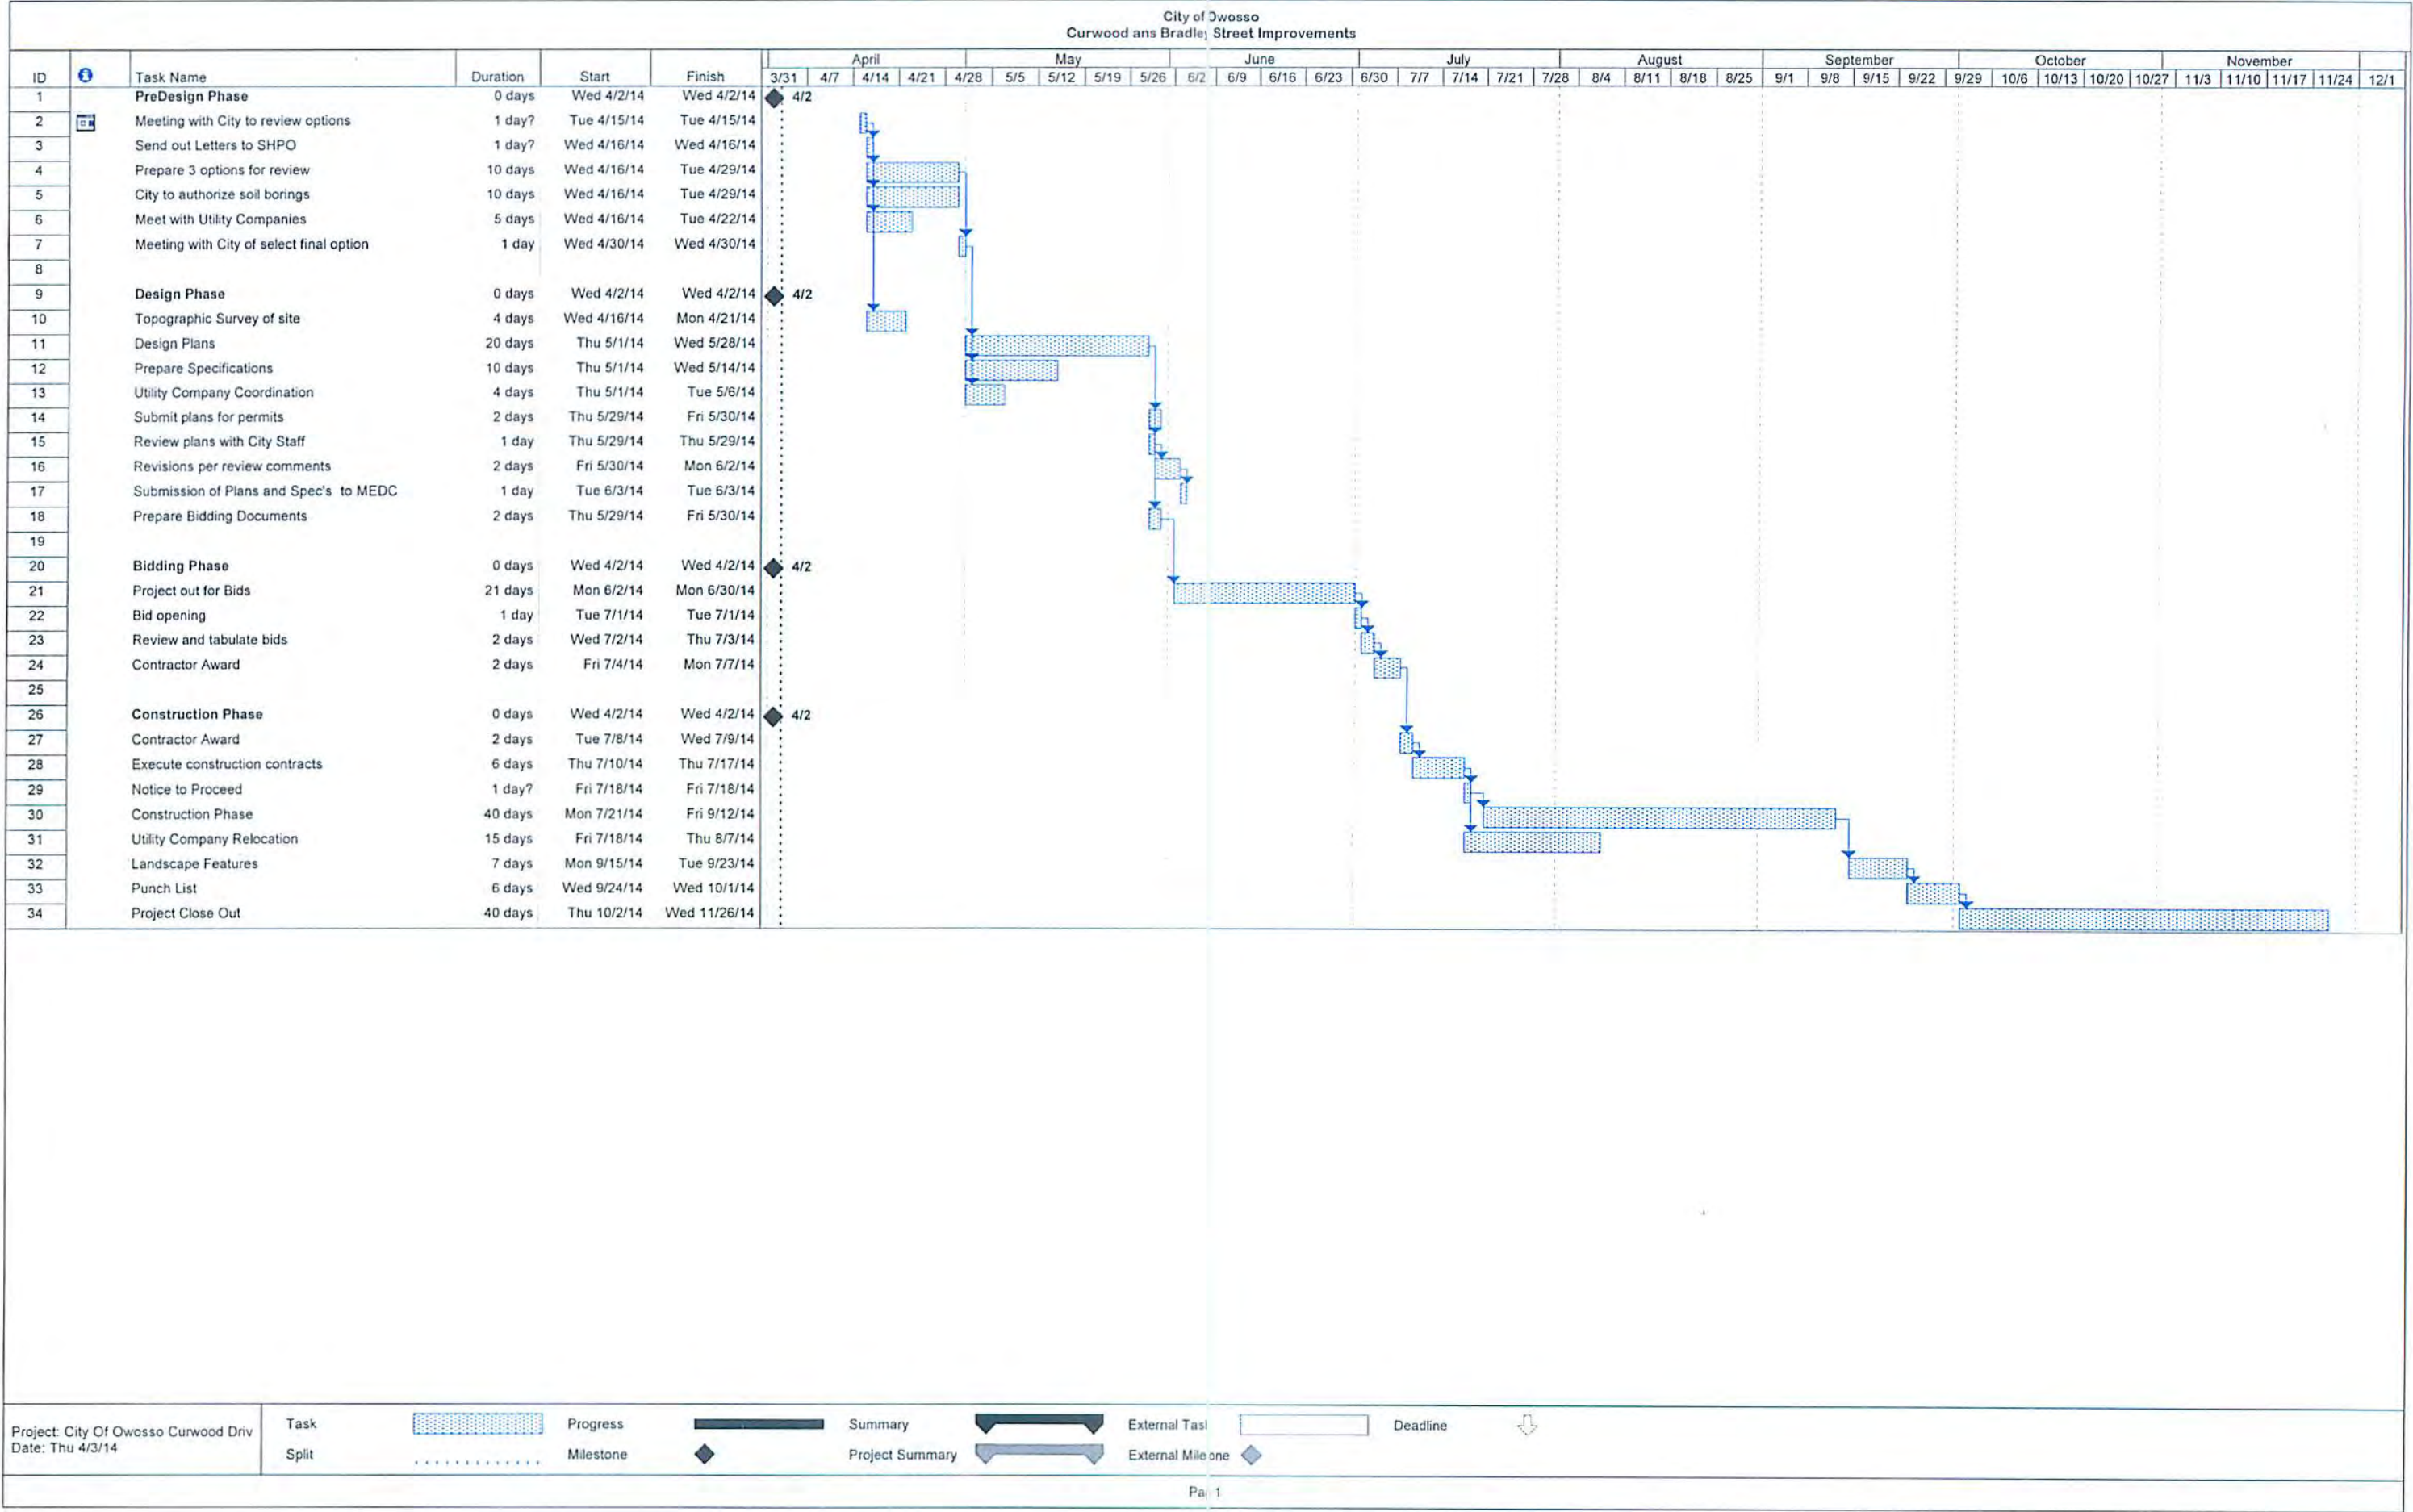 City of Owosso
Curwood ans Bradley Street Improvements
April May June July August September October November
ID Task Name Duration Start Finish 3/31 4/7 4/14 4/21 4/28 5/5 5/12 5/19 5/26 6/2 6/9 6/16 6/23 6/30 7/7 7/14 7/21 7/28 8/4 8/11 8/18 8/25 9/1 9/8 9/15 9/22 9/29 10/6 10/13 10/20 10/27 11/3 11/10 11/17 11/24 12/1
1 PreDesign Phase 0 days Wed 4/2/14 Wed 4/2/14 4/2
2 Meeting with City to review options 1 day? Tue 4/15/14 Tue 4/15/14
3 Send out Letters to SHPO 1 day? Wed 4/16/14 Wed 4/16/14
4 Prepare 3 options for review 10 days Wed 4/16/14 Tue 4/29/14
5 City to authorize soil borings 10 days Wed 4/16/14 Tue 4/29/14
6 Meet with Utility Companies 5 days Wed 4/16/14 Tue 4/22/14
7 Meeting with City of select final option 1 day Wed 4/30/14 Wed 4/30/14
8
9 Design Phase 0 days Wed 4/2/14 Wed 4/2/14 4/2
10 Topographic Survey of site 4 days Wed 4/16/14 Mon 4/21/14
11 Design Plans 20 days Thu 5/1/14 Wed 5/28/14
12 Prepare Specifications 10 days Thu 5/1/14 Wed 5/14/14
13 Utility Company Coordination 4 days Thu 5/1/14 Tue 5/6/14
14 Submit plans for permits 2 days Thu 5/29/14 Fri 5/30/14
15 Review plans with City Staff 1 day Thu 5/29/14 Thu 5/29/14
16 Revisions per review comments 2 days Fri 5/30/14 Mon 6/2/14
17 Submission of Plans and Spec's to MEDC 1 day Tue 6/3/14 Tue 6/3/14
18 Prepare Bidding Documents 2 days Thu 5/29/14 Fri 5/30/14
19
20 Bidding Phase 0 days Wed 4/2/14 Wed 4/2/14 4/2
21 Project out for Bids 21 days Mon 6/2/14 Mon 6/30/14
22 Bid opening 1 day Tue 7/1/14 Tue 7/1/14
23 Review and tabulate bids 2 days Wed 7/2/14 Thu 7/3/14
24 Contractor Award 2 days Fri 7/4/14 Mon 7/7/14
25
26 Construction Phase 0 days Wed 4/2/14 Wed 4/2/14 4/2
27 Contractor Award 2 days Tue 7/8/14 Wed 7/9/14
28 Execute construction contracts 6 days Thu 7/10/14 Thu 7/17/14
29 Notice to Proceed 1 day? Fri 7/18/14 Fri 7/18/14
30 Construction Phase 40 days Mon 7/21/14 Fri 9/12/14
31 Utility Company Relocation 15 days Fri 7/18/14 Thu 8/7/14
32 Landscape Features 7 days Mon 9/15/14 Tue 9/23/14
33 Punch List 6 days Wed 9/24/14 Wed 10/1/14
34 Project Close Out 40 days Thu 10/2/14 Wed 11/26/14
Project: City Of Owosso Curwood Driv
Date: Thu 4/3/14
Task Progress Summary External Tasl Deadline
Split Milestone Project Summary External Mile one
Pa 1